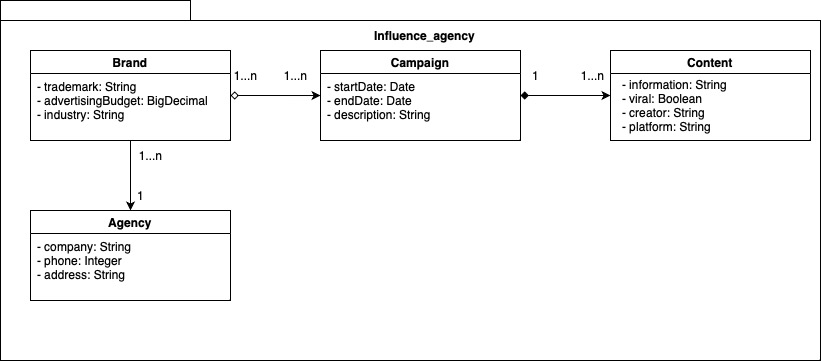 Influence_agency
Brand
- trademark: String
- advertisingBudget: BigDecimal
- industry: String
1...n
1...n
Campaign
- startDate: Date
- endDate: Date
- description: String
1
1...n
Content
- information: String
- viral: Boolean
- creator: String
- platform: String
1...n
1
Agency
- company: String
- phone: Integer
- address: String